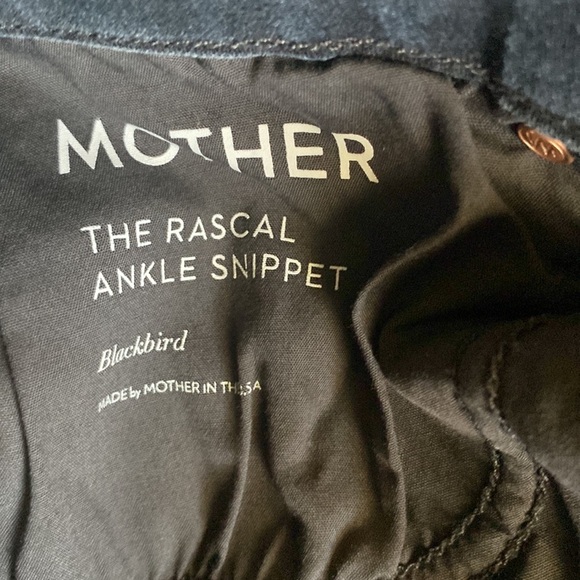 MOTHER
THE RASCAL
ANKLE SNIPPET
Blackbird
MADE by MOTHER IN